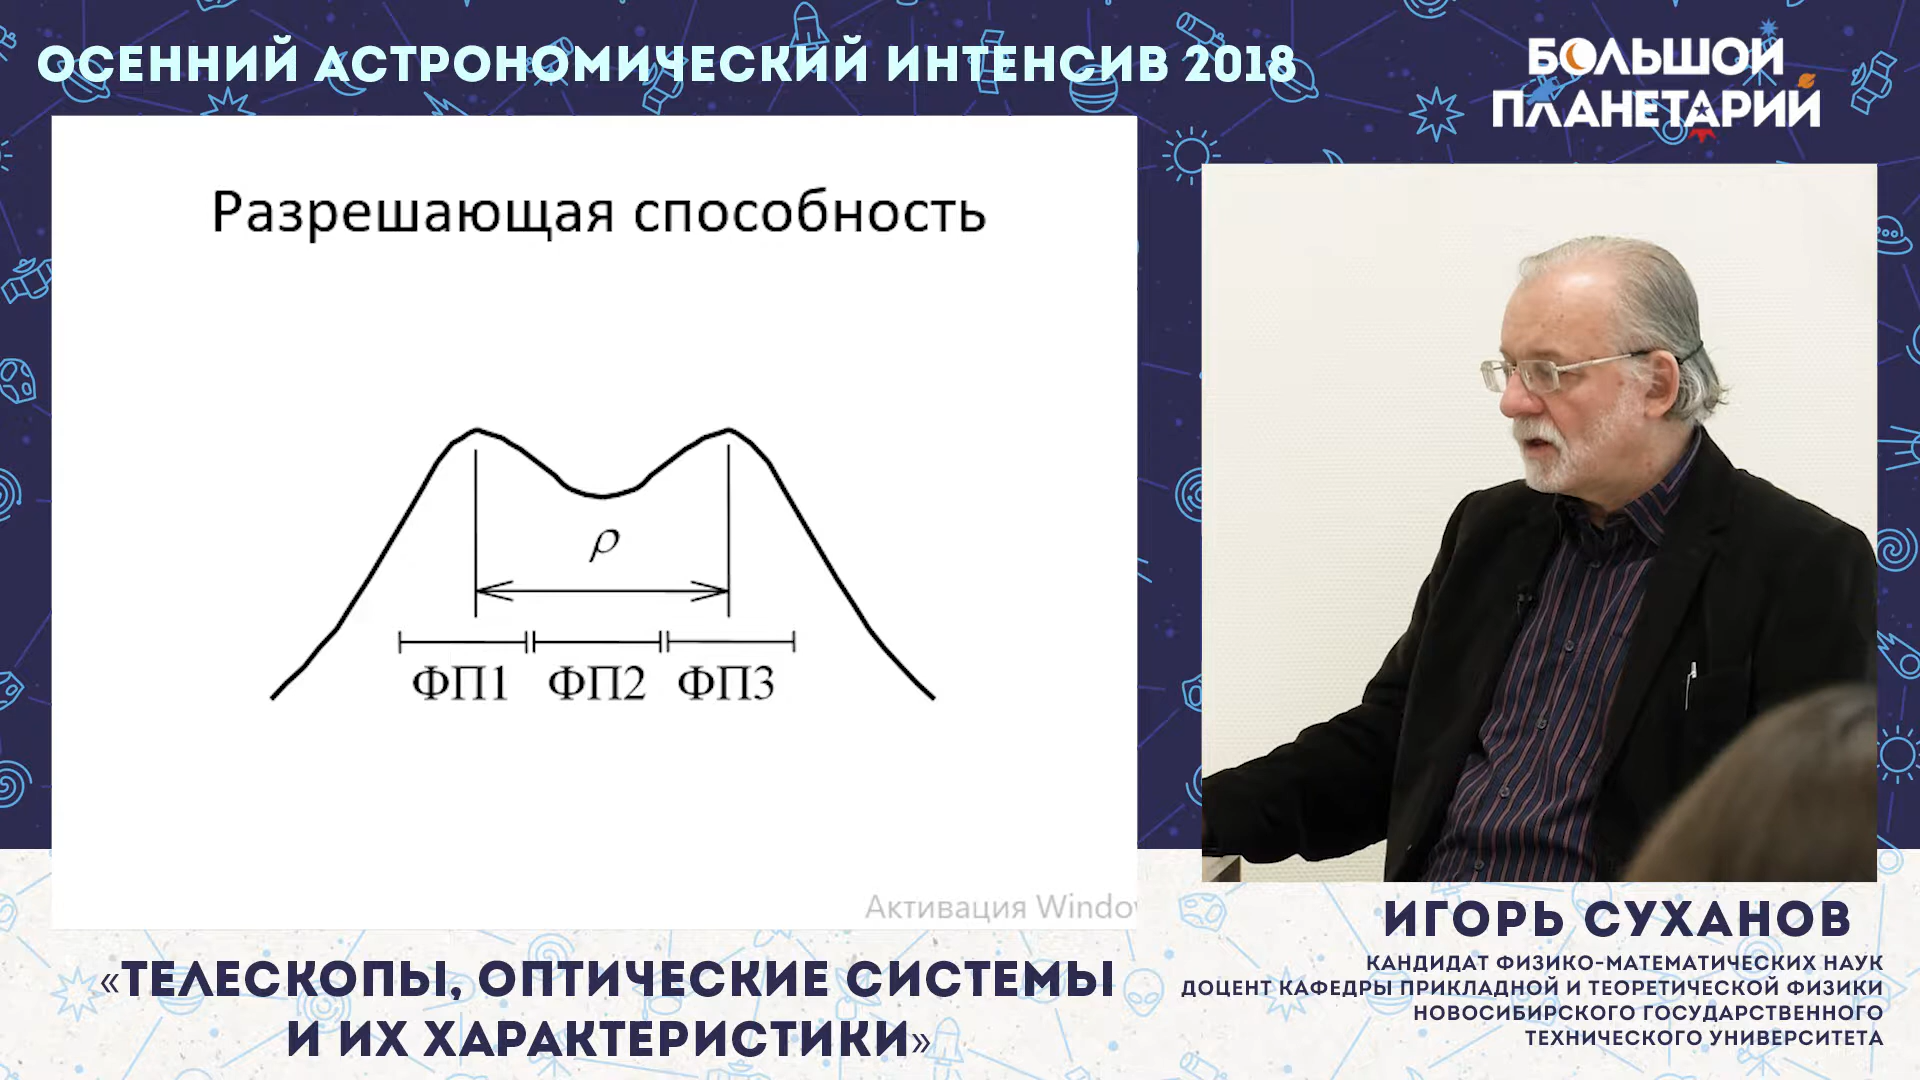 ОСЕННИЙ АСТРОНОМИЧЕСКИЙ ИНТЕНСИВ 2018
БОЛЬШОЙ
ПЛАНЕТАРИЙ
Разрешающая способность
ρ
ФП1 ФП2 ФП3
Активация Windo
«ТЕЛЕСКОПЫ, ОПТИЧЕСКИЕ СИСТЕМЫ
И ИХ ХАРАКТЕРИСТИКИ»
ИГОРЬ СУХАНОВ
КАНДИДАТ ФИЗИКО-МАТЕМАТИЧЕСКИХ НАУК
ДОЦЕНТ КАФЕДРЫ ПРИКЛАДНОЙ И ТЕОРЕТИЧЕСКОЙ ФИЗИКИ
НОВОСИБИРСКОГО ГОСУДАРСТВЕННОГО
ТЕХНИЧЕСКОГО УНИВЕРСИТЕТА